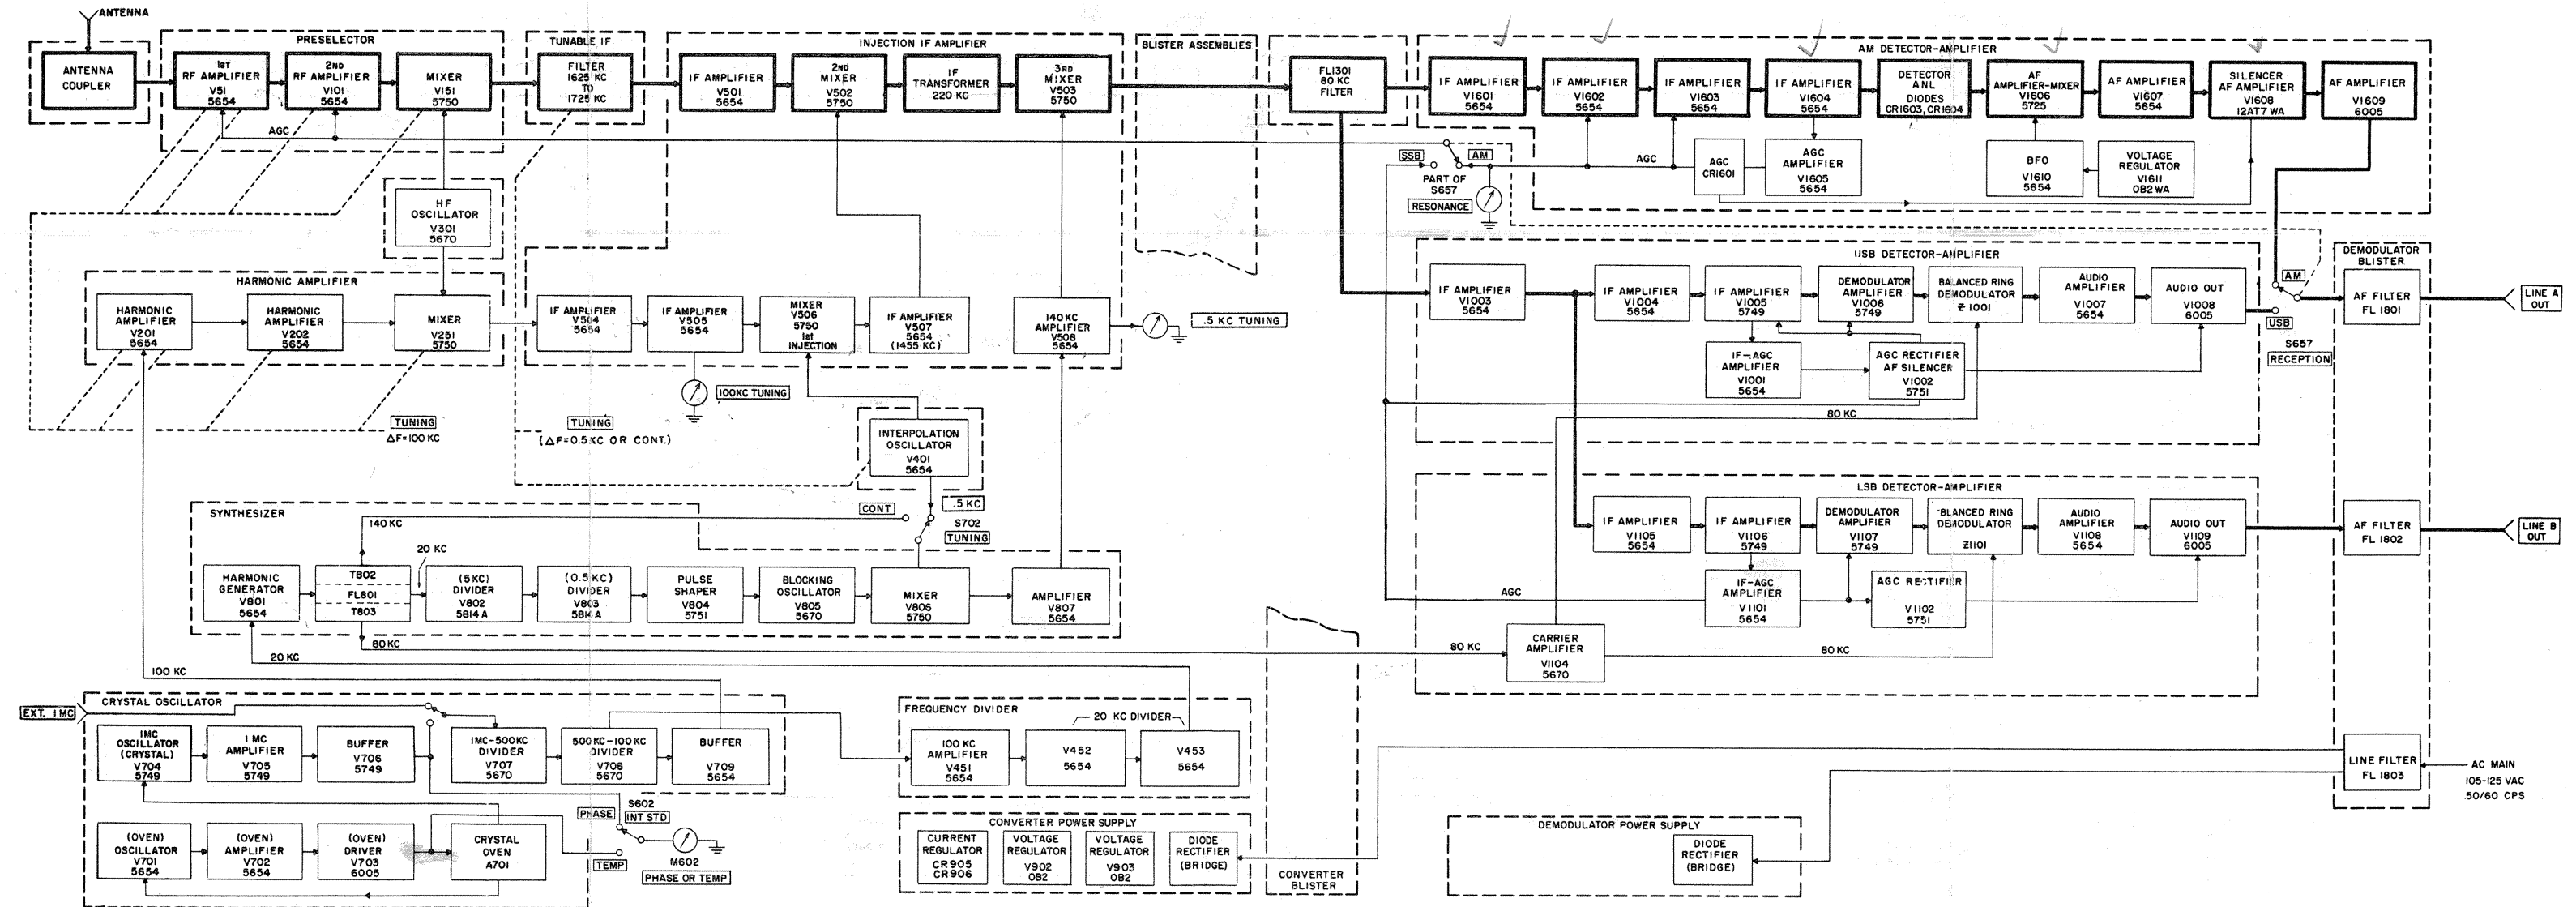 ANTENNA
ANTENNA
COUPLER
PRESELECTOR
1ST
RF AMPLIFIER
V51
5654
2ND
RF AMPLIFIER
V101
5654
MIXER
V151
5750
AGC
TUNABLE IF
FILTER
1625 KC
TO
1725 KC
INJECTION IF AMPLIFIER
IF AMPLIFIER
V501
5654
2ND
MIXER
V502
5750
IF
TRANSFORMER
220 KC
3RD
MIXER
V503
5750
BLISTER ASSEMBLIES
FL1301
80 KC
FILTER
AM DETECTOR-AMPLIFIER
IF AMPLIFIER
V1601
5654
IF AMPLIFIER
V1602
5654
IF AMPLIFIER
V1603
5654
IF AMPLIFIER
V1604
5654
DETECTOR
ANL
DIODES
CR1603, CR1604
AF
AMPLIFIER-MIXER
V1606
5725
AF AMPLIFIER
V1607
5654
SILENCER
AF AMPLIFIER
V1608
12AT7 WA
AF AMPLIFIER
V1609
6005
SSB
AM
PART OF
S657
RESONANCE
AGC
AGC
CR1601
AGC
AMPLIFIER
V1605
5654
BFO
V1610
5654
VOLTAGE
REGULATOR
V1611
OB2 WA
HF
OSCILLATOR
V301
5670
HARMONIC AMPLIFIER
HARMONIC
AMPLIFIER
V201
5654
HARMONIC
AMPLIFIER
V202
5654
MIXER
V251
5750
IF AMPLIFIER
V504
5654
IF AMPLIFIER
V505
5654
MIXER
V506
5750
1st
INJECTION
IF AMPLIFIER
V507
5654
(1455 KC)
140 KC
AMPLIFIER
V508
5654
.5 KC TUNING
100KC TUNING
TUNING
△F=100 KC
TUNING
(△F=0.5 KC OR CONT.)
INTERPOLATION
OSCILLATOR
V401
5654
USB DETECTOR-AMPLIFIER
IF AMPLIFIER
V1003
5654
IF AMPLIFIER
V1004
5654
IF AMPLIFIER
V1005
5749
DEMODULATOR
AMPLIFIER
V1006
5749
BALANCED RING
DEMODULATOR
Z 1001
AUDIO
AMPLIFIER
V1007
5654
AUDIO OUT
V1008
6005
IF-AGC
AMPLIFIER
V1001
5654
AGC RECTIFIER
AF SILENCER
V1002
5751
80 KC
AM
USB
S657
RECEPTION
DEMODULATOR
BLISTER
AF FILTER
FL 1801
LINE A
OUT
SYNTHESIZER
140 KC
20 KC
CONT
.5 KC
S702
TUNING
HARMONIC
GENERATOR
V801
5654
T802
FL801
T803
(5KC)
DIVIDER
V802
5814 A
(0.5 KC)
DIVIDER
V803
5814 A
PULSE
SHAPER
V804
5751
BLOCKING
OSCILLATOR
V805
5670
MIXER
V806
5750
AMPLIFIER
V807
5654
80KC
20 KC
100 KC
LSB DETECTOR-AMPLIFIER
IF AMPLIFIER
V1105
5654
IF AMPLIFIER
V1106
5749
DEMODULATOR
AMPLIFIER
V1107
5749
BLANCED RING
DEMODULATOR
Z1101
AUDIO
AMPLIFIER
V1108
5654
AUDIO OUT
V1109
6005
AGC
IF-AGC
AMPLIFIER
V1101
5654
AGC RECTIFIER
V1102
5751
80 KC
CARRIER
AMPLIFIER
V1104
5670
80 KC
AF FILTER
FL 1802
LINE B
OUT
EXT. 1 MC
CRYSTAL OSCILLATOR
1MC
OSCILLATOR
(CRYSTAL)
V704
5749
1 MC
AMPLIFIER
V705
5749
BUFFER
V706
5749
1MC-500KC
DIVIDER
V707
5670
500KC-100KC
DIVIDER
V708
5670
BUFFER
V709
5654
(OVEN)
OSCILLATOR
V701
5654
(OVEN)
AMPLIFIER
V702
5654
(OVEN)
DRIVER
V703
6005
CRYSTAL
OVEN
A701
PHASE
S602
INT STD
TEMP
M602
PHASE OR TEMP
FREQUENCY DIVIDER
20 KC DIVIDER
100 KC
AMPLIFIER
V451
5654
V452
5654
V453
5654
CONVERTER POWER SUPPLY
CURRENT
REGULATOR
CR905
CR906
VOLTAGE
REGULATOR
V902
OB2
VOLTAGE
REGULATOR
V903
OB2
DIODE
RECTIFIER
(BRIDGE)
CONVERTER
BLISTER
DEMODULATOR POWER SUPPLY
DIODE
RECTIFIER
(BRIDGE)
LINE FILTER
FL 1803
AC MAIN
105-125 VAC
50/60 CPS